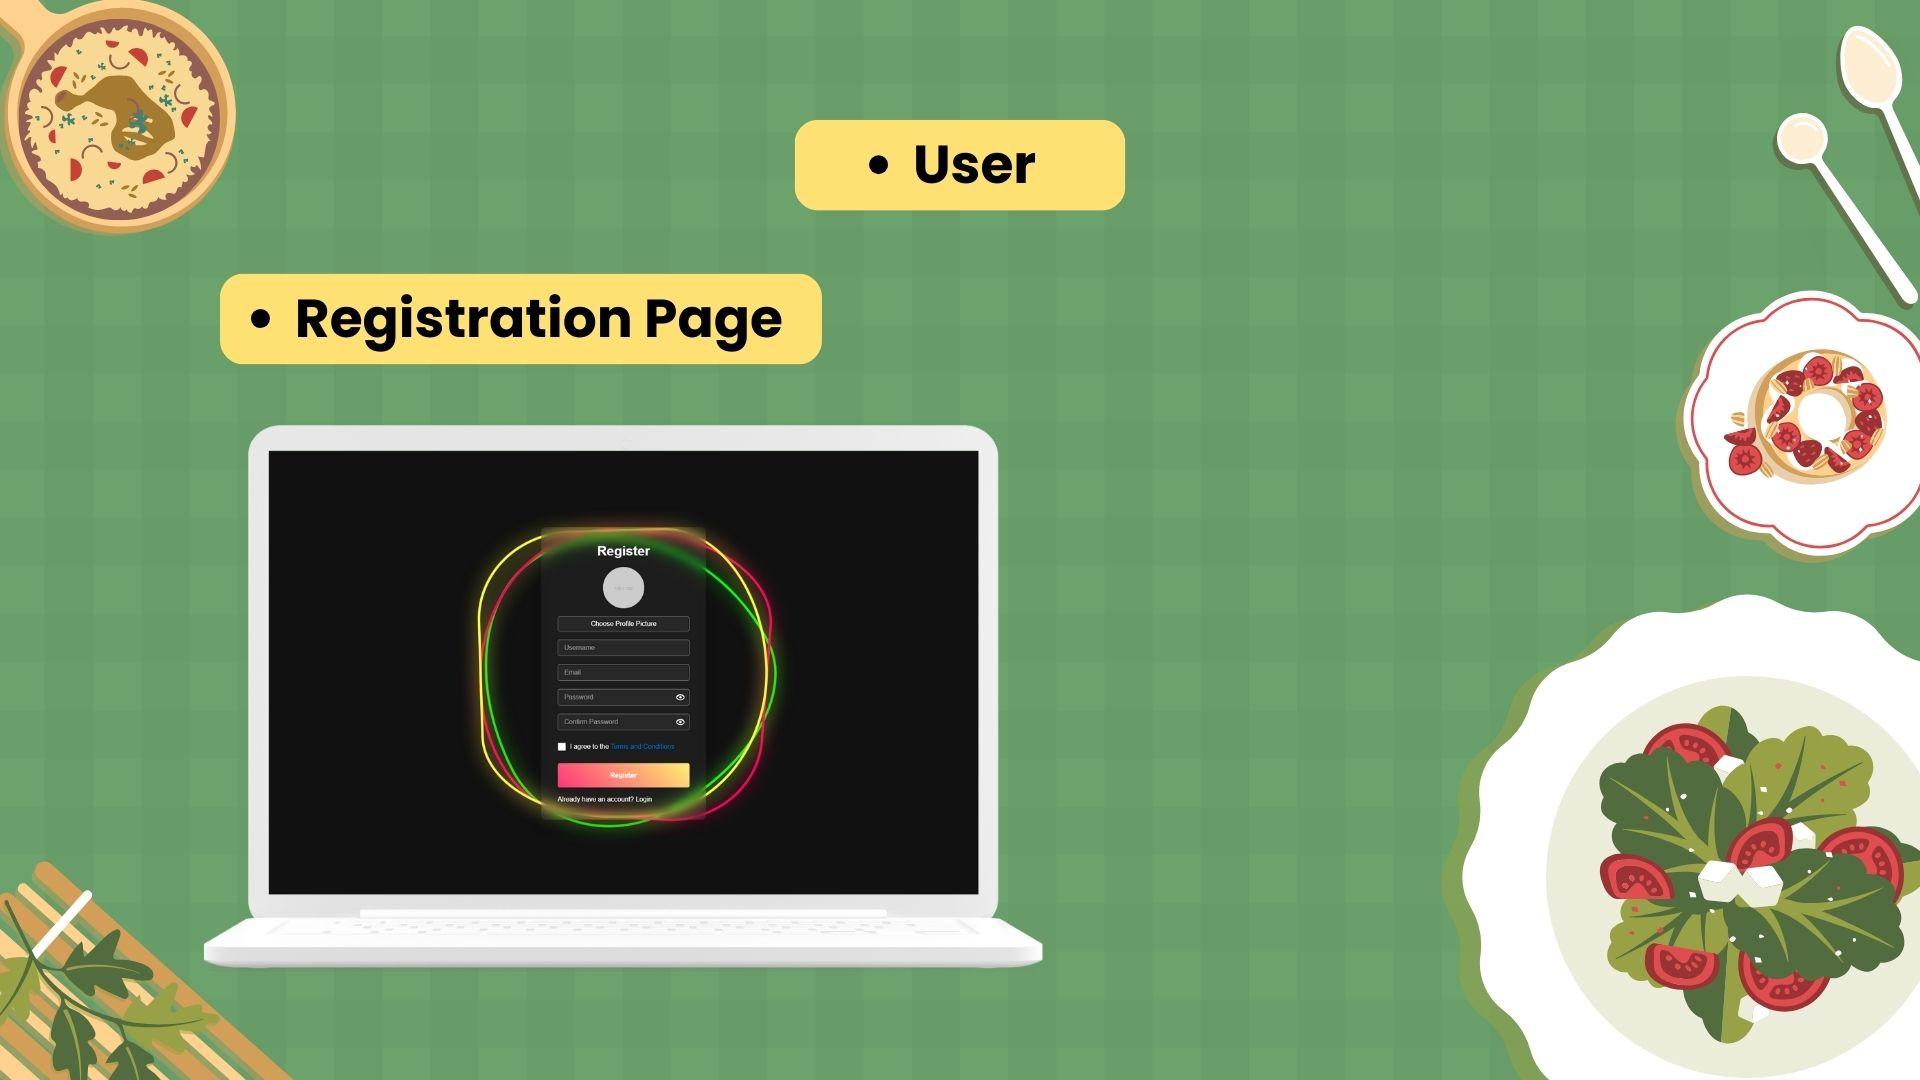 • User
• Registration Page
Register
Choose Profile Picture
Username
Email
Password
Confirm Password
I agree to the Terms and Conditions
Register
Already have an account? Login